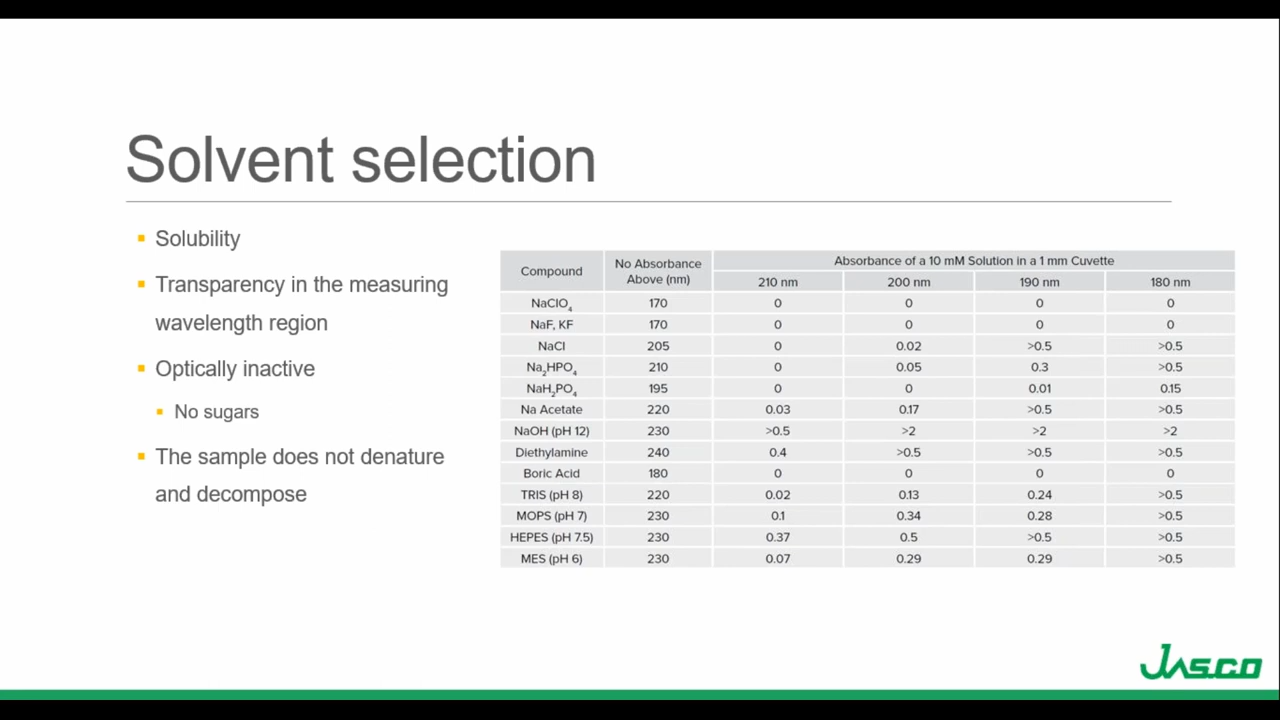 Solvent selection
Solubility
Transparency in the measuring
wavelength region
Optically inactive
No sugars
The sample does not denature
and decompose
Compound No Absorbance Above (nm) Absorbance of a 10 mM Solution in a 1 mm Cuvette
210 nm 200 nm 190 nm 180 nm
NaClO₄ 170 0 0 0 0
NaF, KF 170 0 0 0 0
NaCl 205 0 0.02 >0.5 >0.5
Na₂HPO₄ 210 0 0.05 0.3 >0.5
NaH₂PO₄ 195 0 0 0.01 0.15
Na Acetate 220 0.03 0.17 >0.5 >0.5
NaOH (pH 12) 230 >0.5 >2 >2 >2
Diethylamine 240 0.4 >0.5 >0.5 >0.5
Boric Acid 180 0 0 0 0
TRIS (pH 8) 220 0.02 0.13 0.24 >0.5
MOPS (pH 7) 230 0.1 0.34 0.28 >0.5
HEPES (pH 7.5) 230 0.37 0.5 >0.5 >0.5
MES (pH 6) 230 0.07 0.29 0.29 >0.5
JASCO